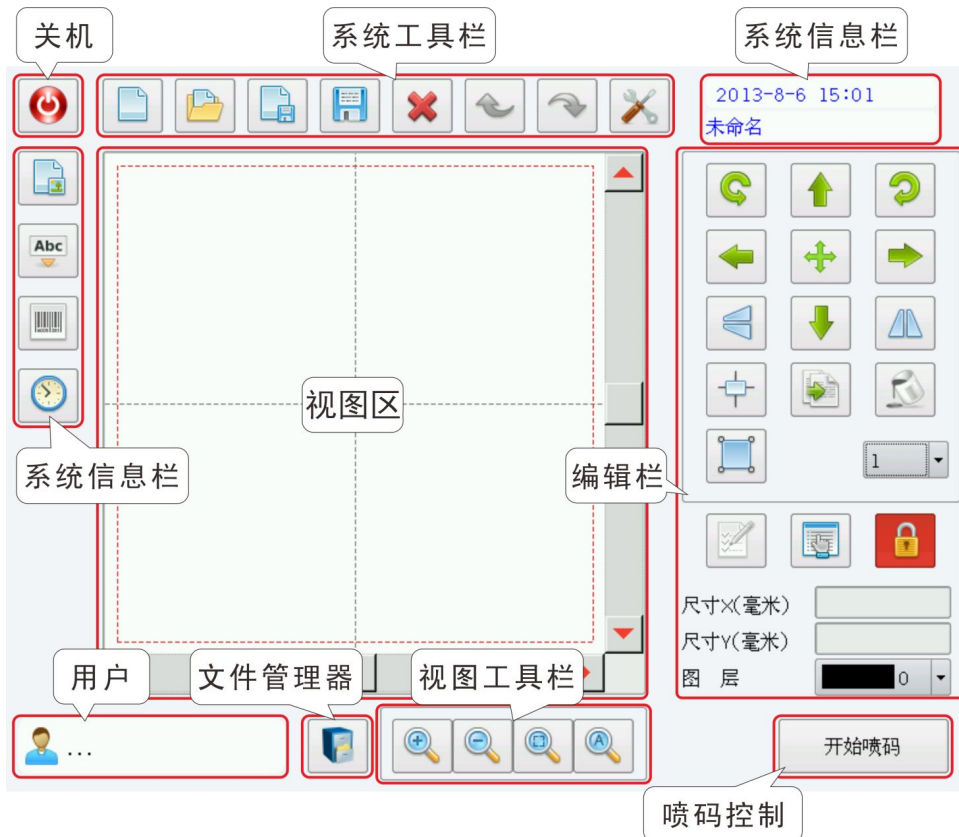 关机
系统工具栏
系统信息栏
2013-8-6 15:01
未命名
Abc
视图区
系统信息栏
编辑栏
1
尺寸X(毫米)
尺寸Y(毫米)
图 层
0
用户
文件管理器
视图工具栏
...
A
开始喷码
喷码控制